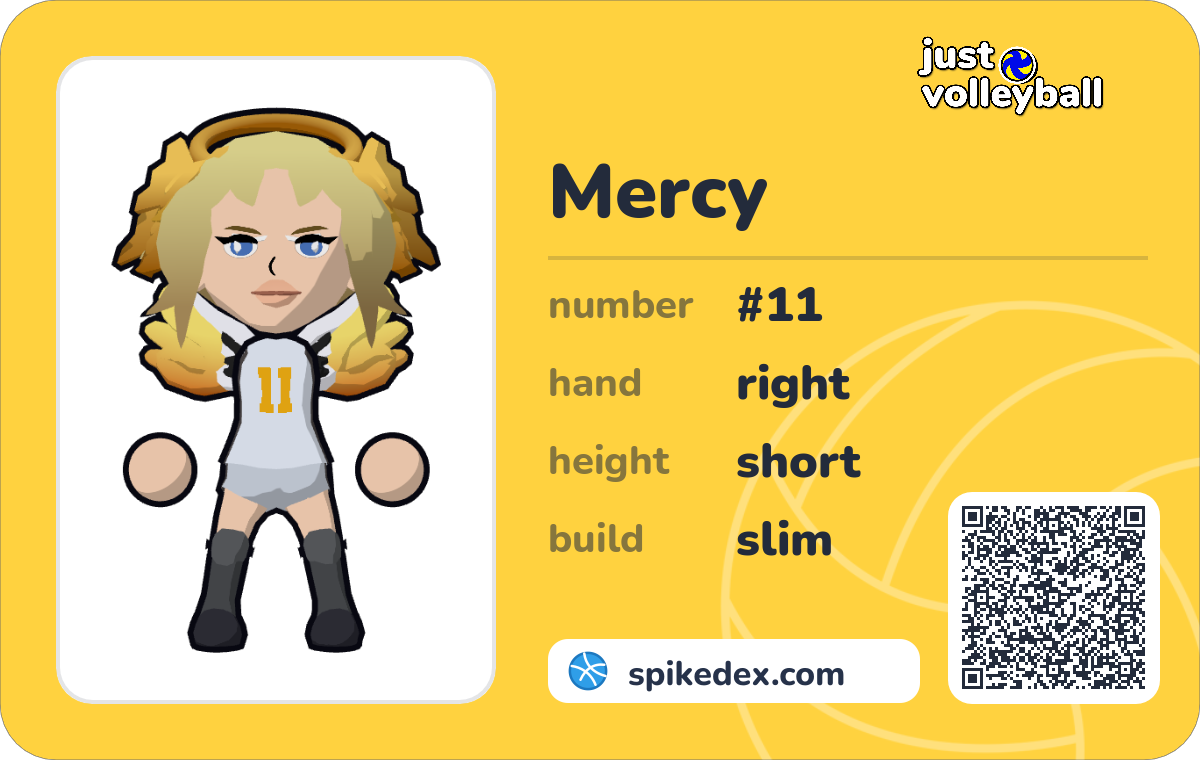 just
volleyball
Mercy
number #11
hand right
height short
build slim
11
spikedex.com